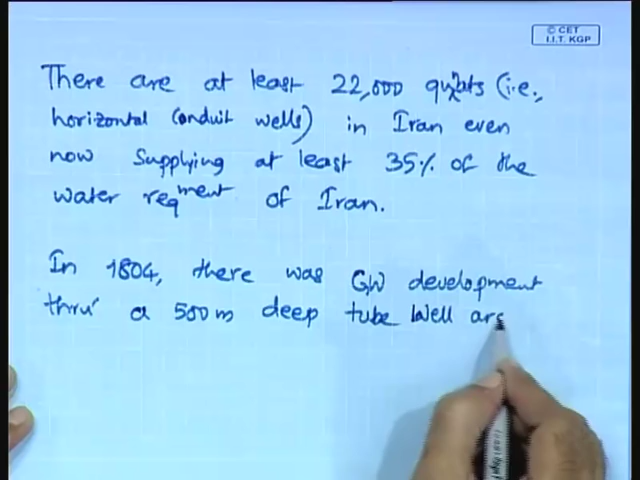 © CET
I.I.T. KGP
There are at least 22,000 qunats (i.e.,
horizontal conduit wells) in Iran even
now supplying at least 35% of the
water reqment of Iran.
In 1804, there was GW development
thru' a 500m deep tube well